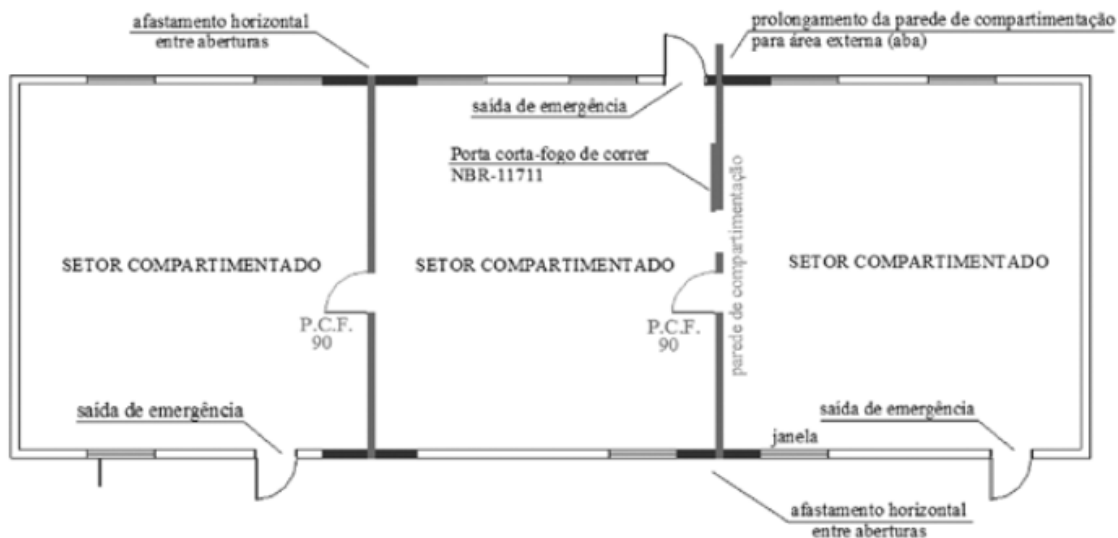 afastamento horizontal
entre aberturas
prolongamento da parede de compartimentação
para área externa (aba)
saída de emergência
Porta corta-fogo de correr
NBR-11711
parede de compartimentação
SETOR COMPARTIMENTADO
SETOR COMPARTIMENTADO
SETOR COMPARTIMENTADO
P.C.F.
90
P.C.F.
90
saída de emergência
saída de emergência
janela
afastamento horizontal
entre aberturas